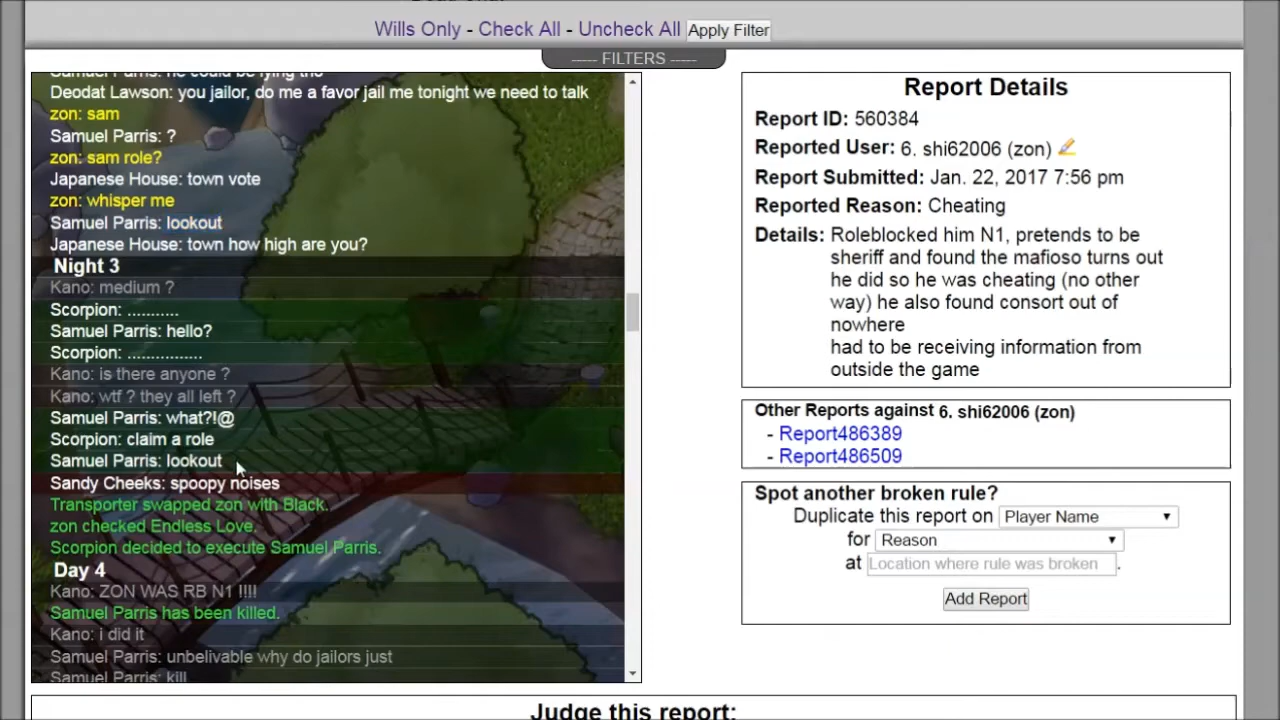 Wills Only - Check All - Uncheck All Apply Filter
----- FILTERS -----
Samuel Parris: he could be lying tho
Deodat Lawson: you jailor, do me a favor jail me tonight we need to talk
zon: sam
Samuel Parris: ?
zon: sam role?
Japanese House: town vote
zon: whisper me
Samuel Parris: lookout
Japanese House: town how high are you?
Night 3
Kano: medium ?
Scorpion: ...........
Samuel Parris: hello?
Scorpion: ................
Kano: is there anyone ?
Kano: wtf ? they all left ?
Samuel Parris: what?!@
Scorpion: claim a role
Samuel Parris: lookout
Sandy Cheeks: spoopy noises
Transporter swapped zon with Black.
zon checked Endless Love.
Scorpion decided to execute Samuel Parris.
Day 4
Kano: ZON WAS RB N1 !!!!
Samuel Parris has been killed.
Kano: i did it
Samuel Parris: unbelivable why do jailors just
Samuel Parris: kill
Report Details
Report ID: 560384
Reported User: 6. shi62006 (zon)
Report Submitted: Jan. 22, 2017 7:56 pm
Reported Reason: Cheating
Details: Roleblocked him N1, pretends to be
sheriff and found the mafioso turns out
he did so he was cheating (no other
way) he also found consort out of
nowhere
had to be receiving information from
outside the game
Other Reports against 6. shi62006 (zon)
- Report486389
- Report486509
Spot another broken rule?
Duplicate this report on Player Name
for Reason
at Location where rule was broken .
Add Report
Judge this report: